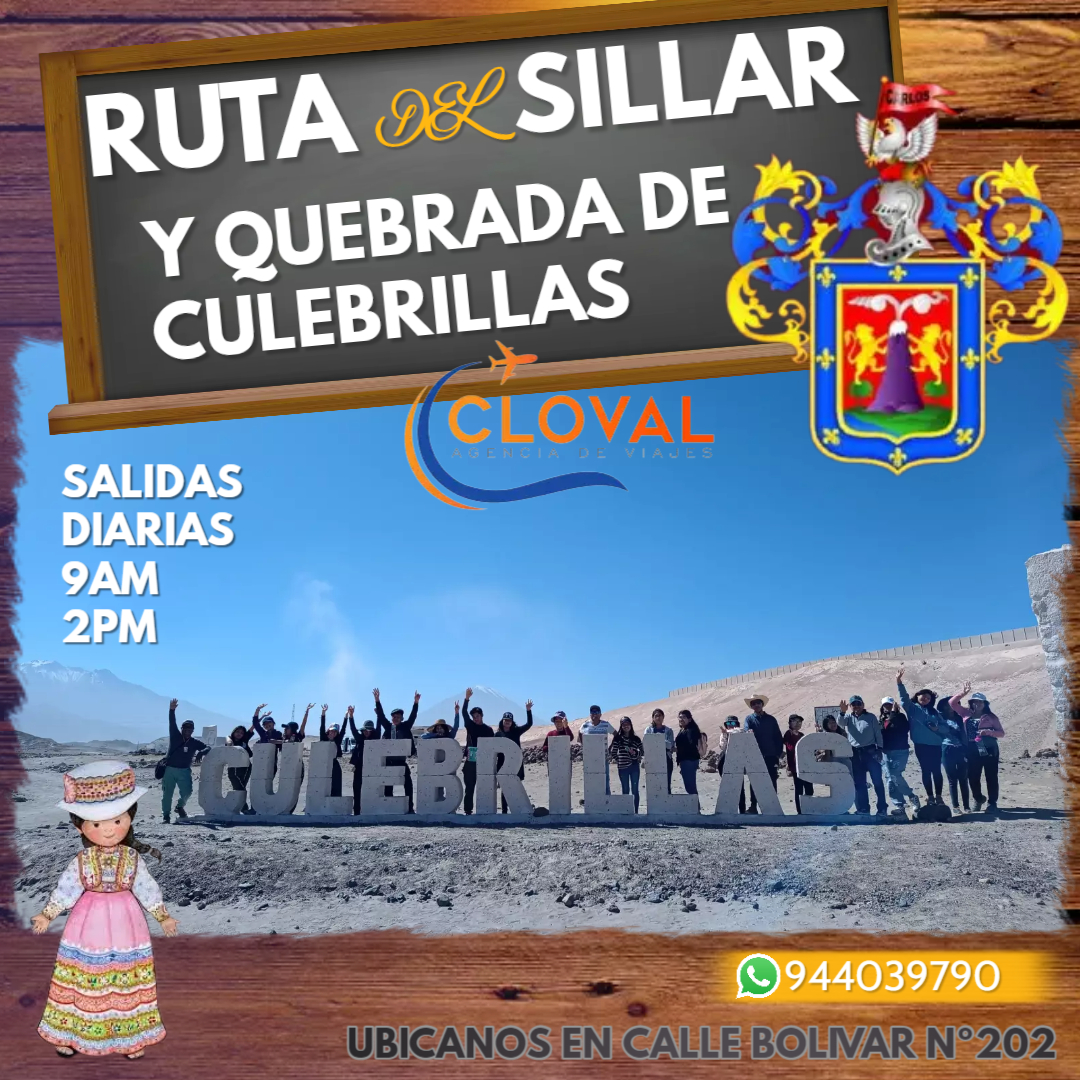 RUTA DEL SILLAR
Y QUEBRADA DE
CULEBRILLAS
CARLOS
CLOVAL
AGENCIA DE VIAJES
SALIDAS
DIARIAS
9AM
2PM
CULEBRILLAS
944039790
UBICANOS EN CALLE BOLIVAR N°202